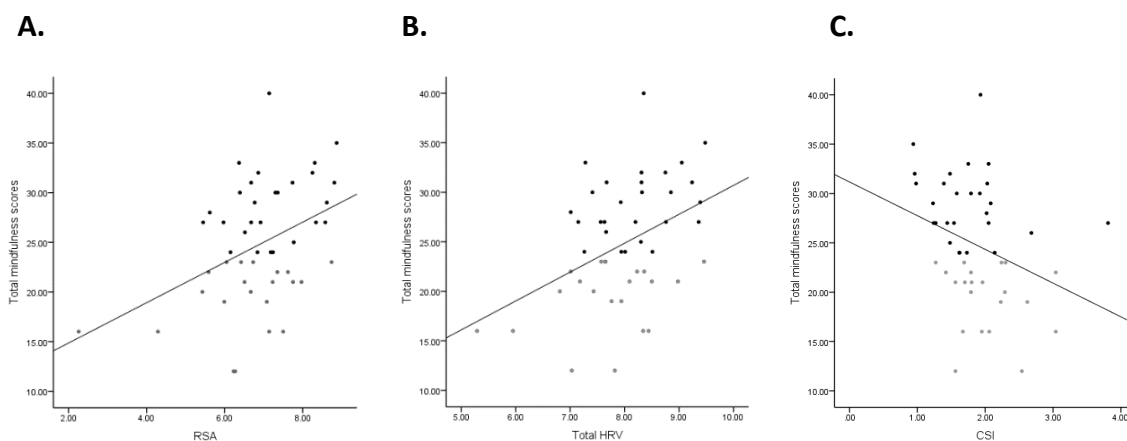 A.
B.
C.
40.00
35.00
30.00
25.00
20.00
15.00
10.00
Total mindfulness scores
2.00 4.00 6.00 8.00
RSA
40.00
35.00
30.00
25.00
20.00
15.00
10.00
Total mindfulness scores
5.00 6.00 7.00 8.00 9.00 10.00
Total HRV
40.00
35.00
30.00
25.00
20.00
15.00
10.00
Total mindfulness scores
.00 1.00 2.00 3.00 4.00
CSI